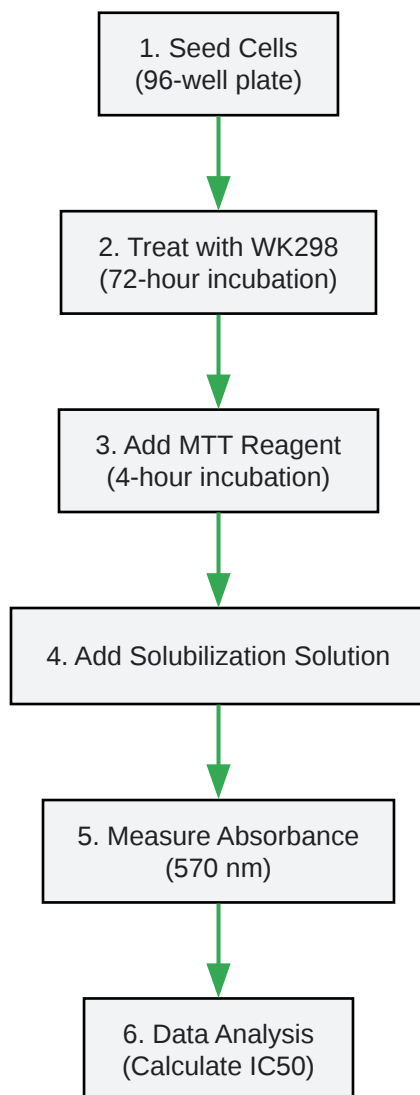 1. Seed Cells
(96-well plate)
2. Treat with WK298
(72-hour incubation)
3. Add MTT Reagent
(4-hour incubation)
4. Add Solubilization Solution
5. Measure Absorbance
(570 nm)
6. Data Analysis
(Calculate IC50)